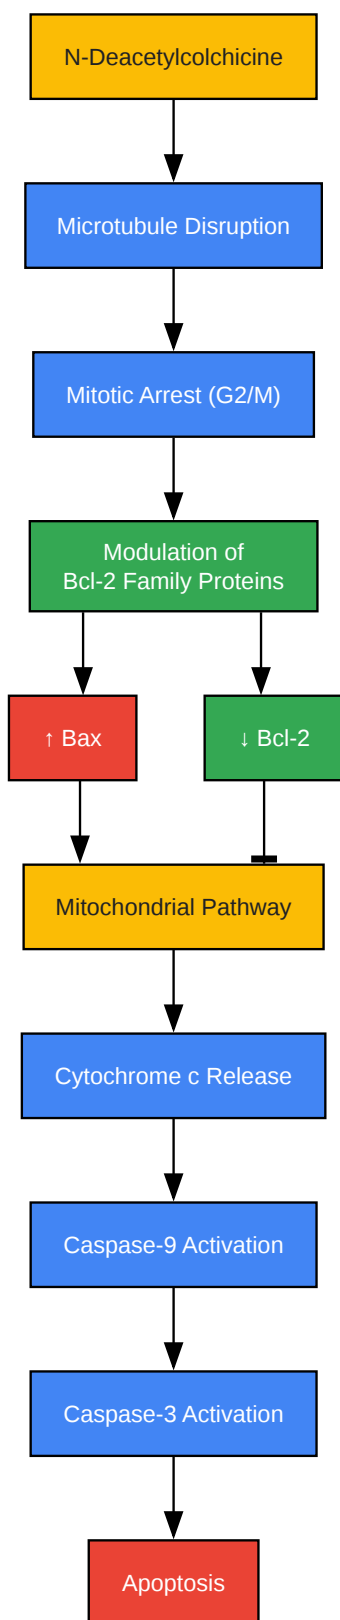 N-Deacetylcolchicine
Microtubule Disruption
Mitotic Arrest (G2/M)
Modulation of
Bcl-2 Family Proteins
↑ Bax
↓ Bcl-2
Mitochondrial Pathway
Cytochrome c Release
Caspase-9 Activation
Caspase-3 Activation
Apoptosis